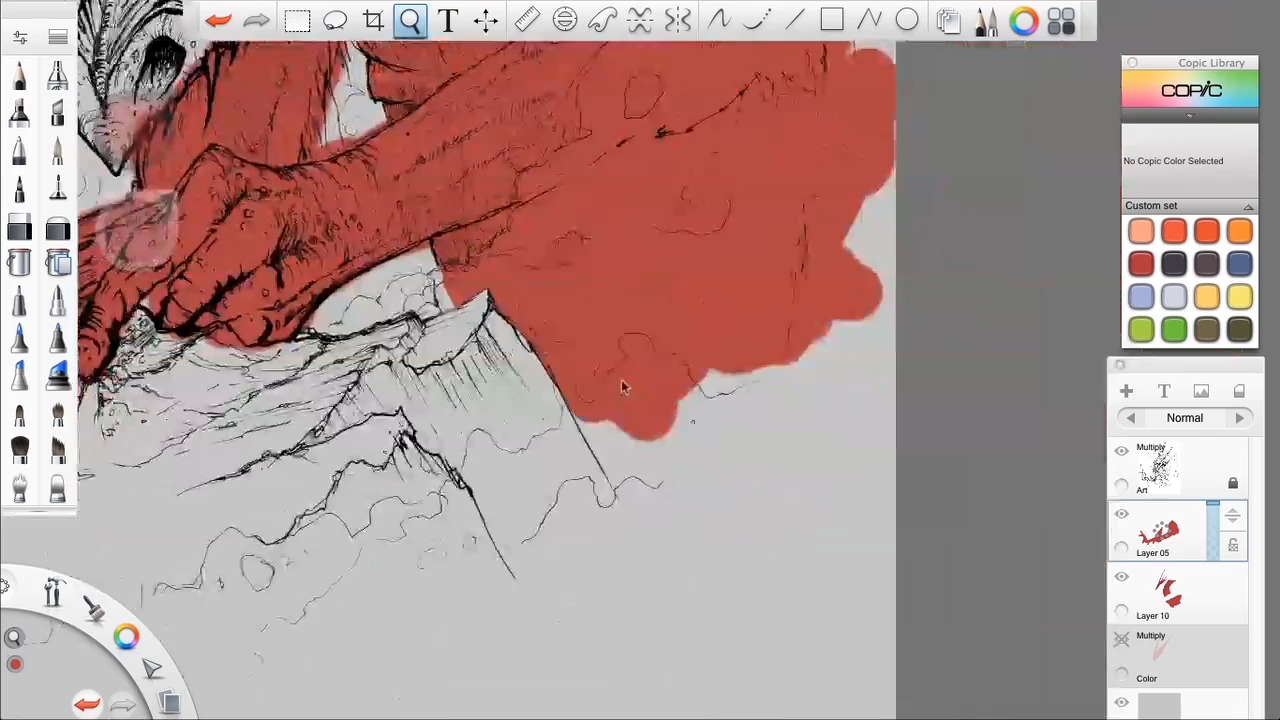 T
Copic Library
COPIC
No Copic Color Selected
Custom set
T
Normal
Multiply
Art
Layer 05
Layer 10
Multiply
Color